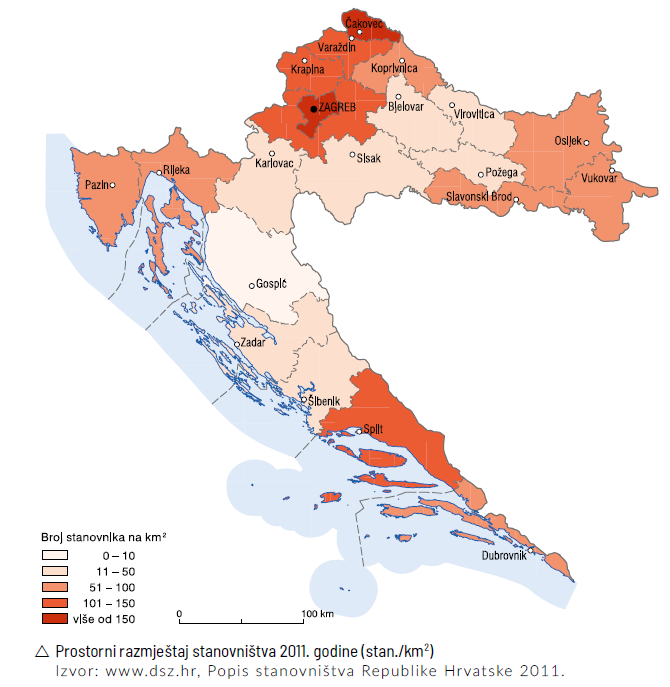 Čakovec
Varaždin
Krapina
Koprivnica
ZAGREB
Bjelovar
Virovitica
Osijek
Karlovac
Sisak
Požega
Vukovar
Rijeka
Pazin
Slavonski Brod
Gospić
Zadar
Šibenik
Split
Dubrovnik
Broj stanovnika na km²
0 – 10
11 – 50
51 – 100
101 – 150
više od 150
0 100 km
△ Prostorni razmještaj stanovništva 2011. godine (stan./km²)
Izvor: www.dsz.hr, Popis stanovništva Republike Hrvatske 2011.